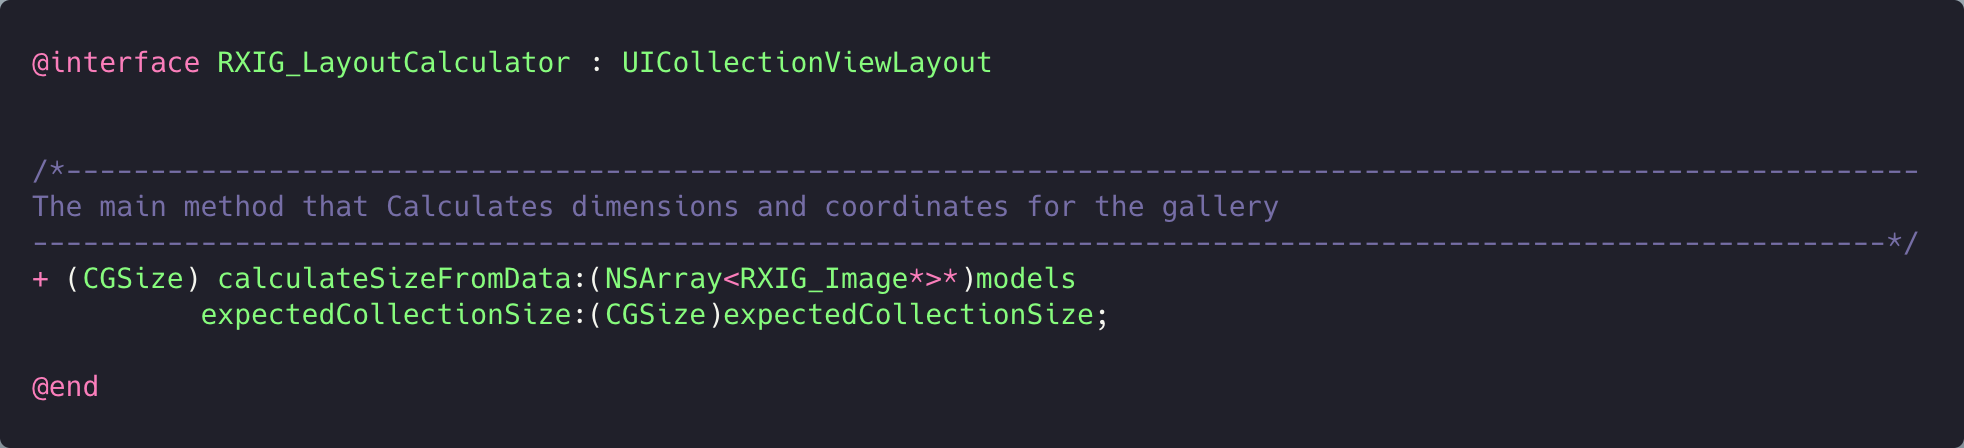 @interface RXIG_LayoutCalculator : UICollectionViewLayout
/*--------------------------------------------------------------------------------------------------------------
The main method that Calculates dimensions and coordinates for the gallery
--------------------------------------------------------------------------------------------------------------*/
+ (CGSize) calculateSizeFromData:(NSArray<RXIG_Image*>*)models
          expectedCollectionSize:(CGSize)expectedCollectionSize;
@end